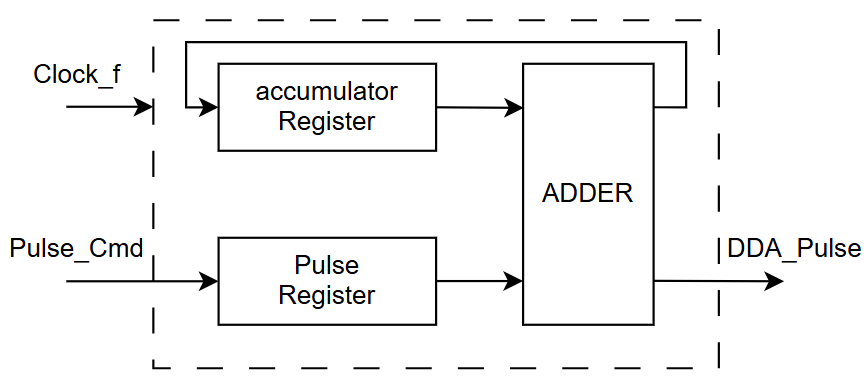 Clock_f
accumulator
Register
ADDER
Pulse_Cmd
Pulse
Register
DDA_Pulse